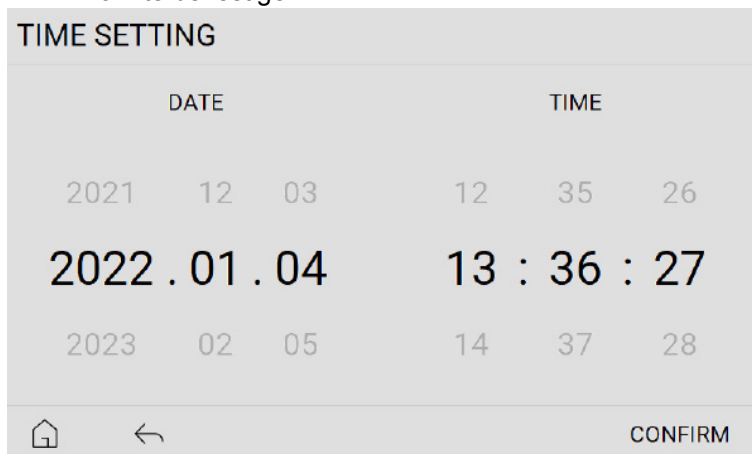 TIME SETTING
DATE TIME
2021 12 03 12 35 26
2022 . 01 . 04 13 : 36 : 27
2023 02 05 14 37 28
CONFIRM